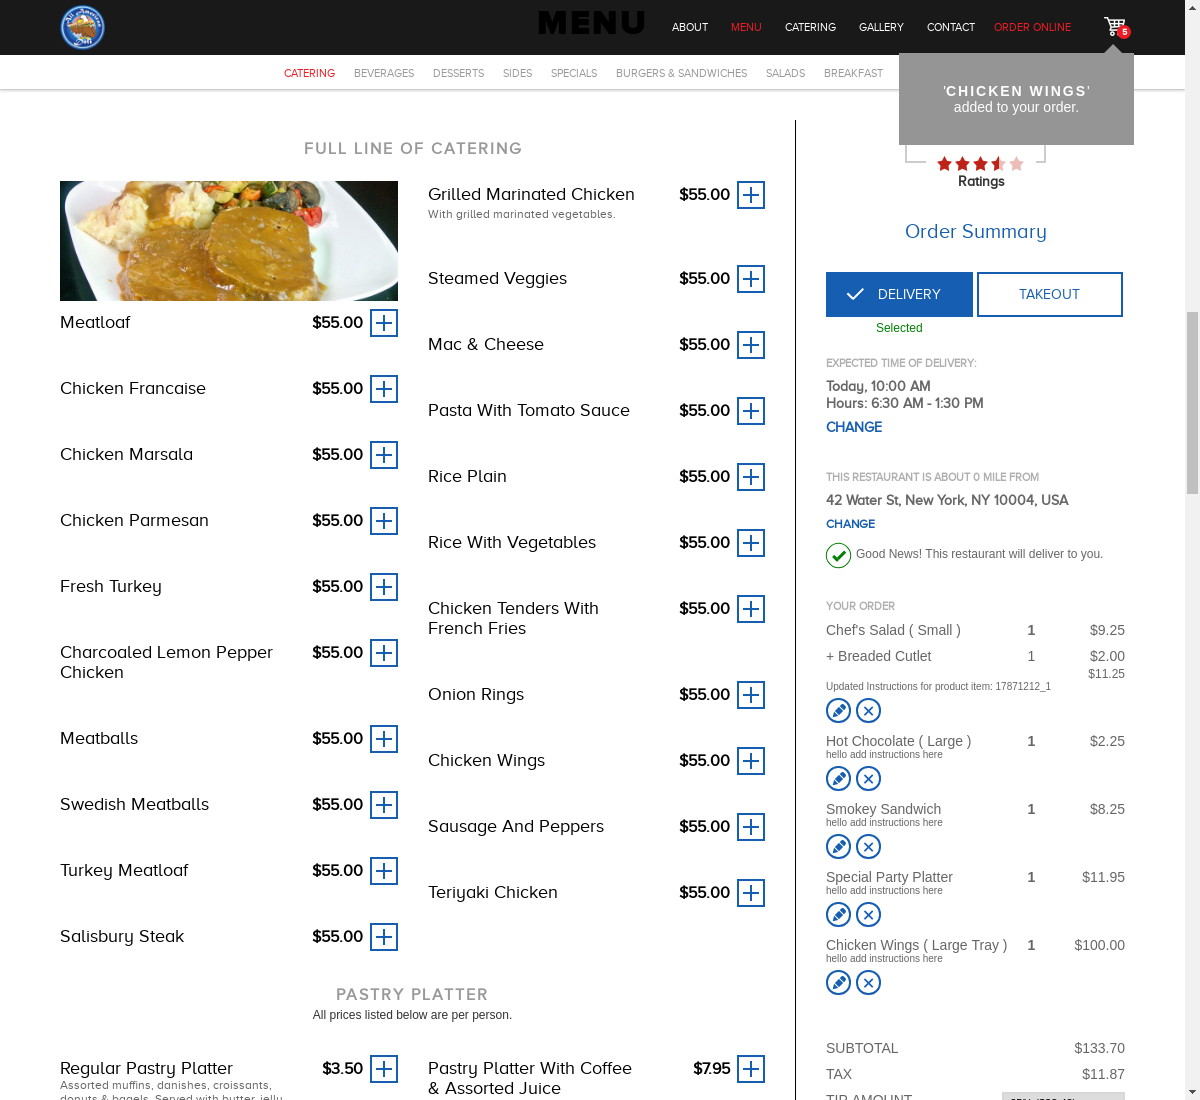 All American
Deli
MENU
ABOUT MENU CATERING GALLERY CONTACT ORDER ONLINE 5
CATERING BEVERAGES DESSERTS SIDES SPECIALS BURGERS & SANDWICHES SALADS BREAKFAST
'CHICKEN WINGS'
added to your order.
FULL LINE OF CATERING
Meatloaf $55.00
Chicken Francaise $55.00
Chicken Marsala $55.00
Chicken Parmesan $55.00
Fresh Turkey $55.00
Charcoaled Lemon Pepper $55.00
Chicken
Meatballs $55.00
Swedish Meatballs $55.00
Turkey Meatloaf $55.00
Salisbury Steak $55.00
Grilled Marinated Chicken $55.00
With grilled marinated vegetables.
Steamed Veggies $55.00
Mac & Cheese $55.00
Pasta With Tomato Sauce $55.00
Rice Plain $55.00
Rice With Vegetables $55.00
Chicken Tenders With $55.00
French Fries
Onion Rings $55.00
Chicken Wings $55.00
Sausage And Peppers $55.00
Teriyaki Chicken $55.00
PASTRY PLATTER
All prices listed below are per person.
Regular Pastry Platter $3.50
Assorted muffins, danishes, croissants,
donuts & bagels. Served with butter, jelly
Pastry Platter With Coffee $7.95
& Assorted Juice
Ratings
Order Summary
DELIVERY TAKEOUT
Selected
EXPECTED TIME OF DELIVERY:
Today, 10:00 AM
Hours: 6:30 AM - 1:30 PM
CHANGE
THIS RESTAURANT IS ABOUT 0 MILE FROM
42 Water St, New York, NY 10004, USA
CHANGE
Good News! This restaurant will deliver to you.
YOUR ORDER
Chef's Salad ( Small ) 1 $9.25
+ Breaded Cutlet 1 $2.00
$11.25
Updated Instructions for product item: 17871212_1
Hot Chocolate ( Large ) 1 $2.25
hello add instructions here
Smokey Sandwich 1 $8.25
hello add instructions here
Special Party Platter 1 $11.95
hello add instructions here
Chicken Wings ( Large Tray ) 1 $100.00
hello add instructions here
SUBTOTAL $133.70
TAX $11.87
TIP AMOUNT